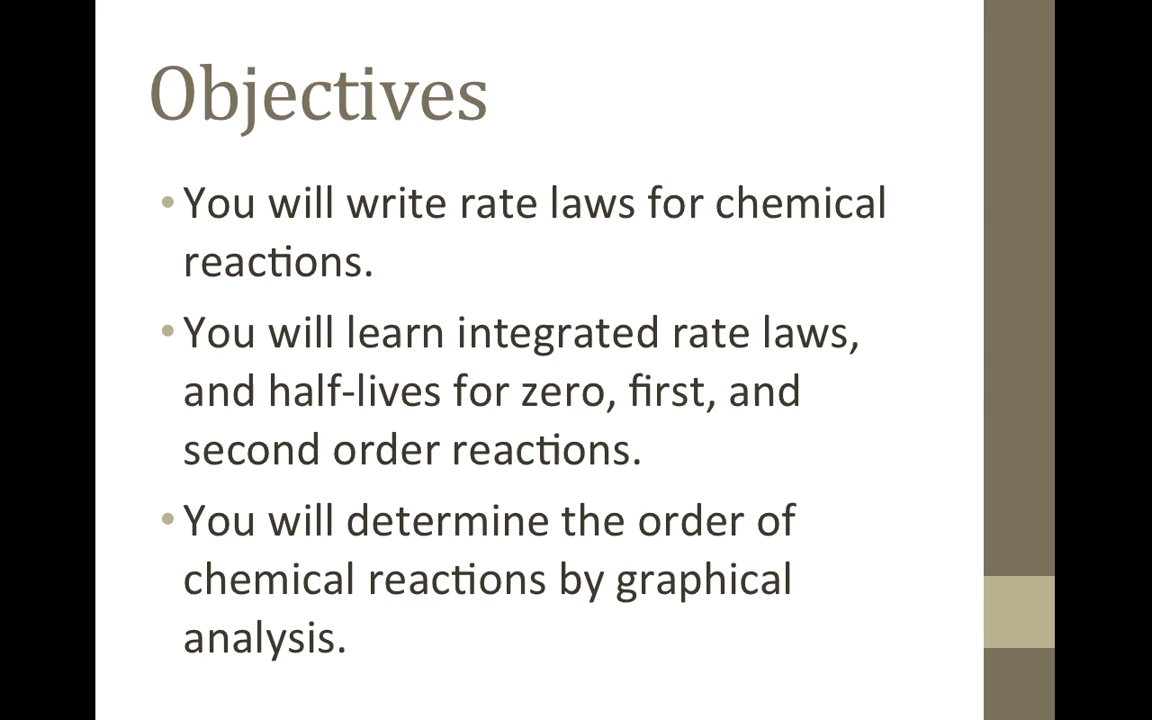 Objectives
• You will write rate laws for chemical
reactions.
• You will learn integrated rate laws,
and half-lives for zero, first, and
second order reactions.
• You will determine the order of
chemical reactions by graphical
analysis.